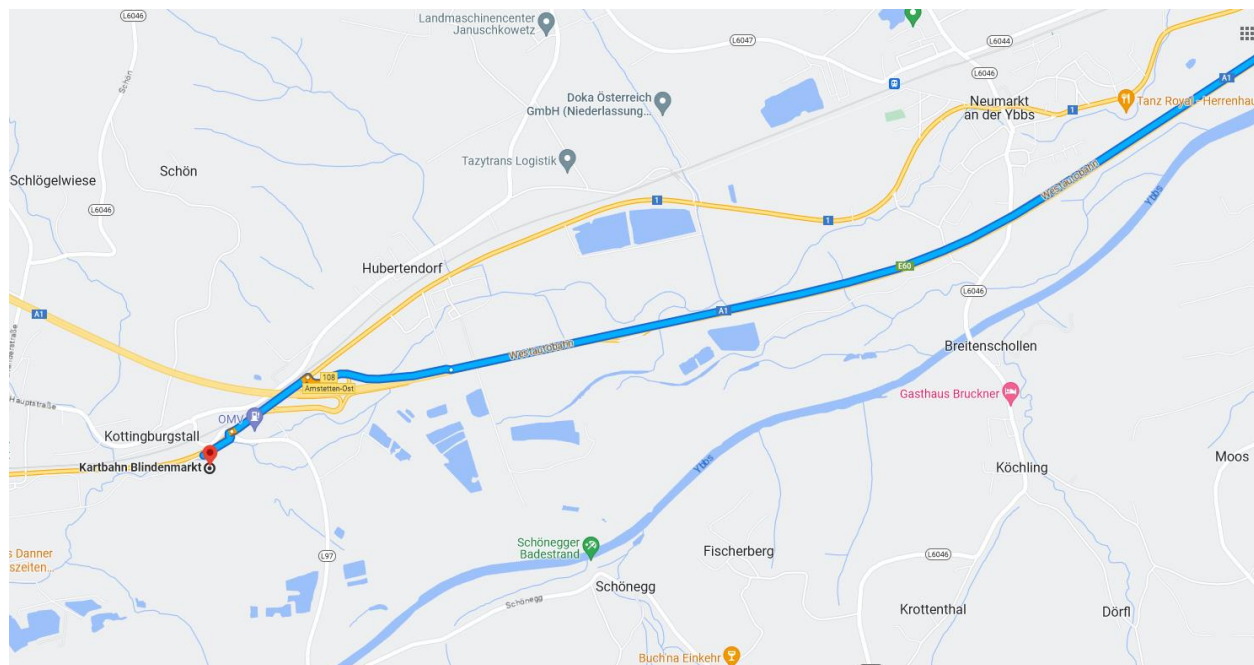 L6046
Landmaschinencenter
Januschkowetz
L6047
L6044
A1
L6046
Schön
Doka Österreich
GmbH (Niederlassung...
Neumarkt
an der Ybbs
1
Tanz Royal - Herrenhau
Schön
Tazytrans Logistik
Schlögelwiese
Westautobahn
Ybbs
L6046
1
1
Hubertendorf
E60
L6046
A1
A1
Westautobahn
Breitenschollen
108
Amstetten-Ost
Gasthaus Bruckner
Hauptstraße
OMV
Kottingburgstall
Kartbahn Blindenmarkt
Ybbs
Köchling
Moos
Schönegger
Badestrand
Fischerberg
s Danner
szeiten...
L97
L6046
Schönegg
Schönegg
Krottenthal
Dörfl
Buch'na Einkehr